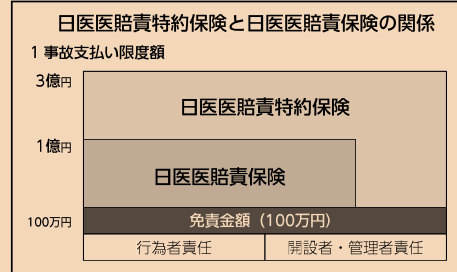 日医医賠責特約保険と日医医賠責保険の関係
1 事故支払い限度額
3億円
日医医賠責特約保険
1億円
日医医賠責保険
100万円
免責金額（100万円）
行為者責任
開設者・管理者責任